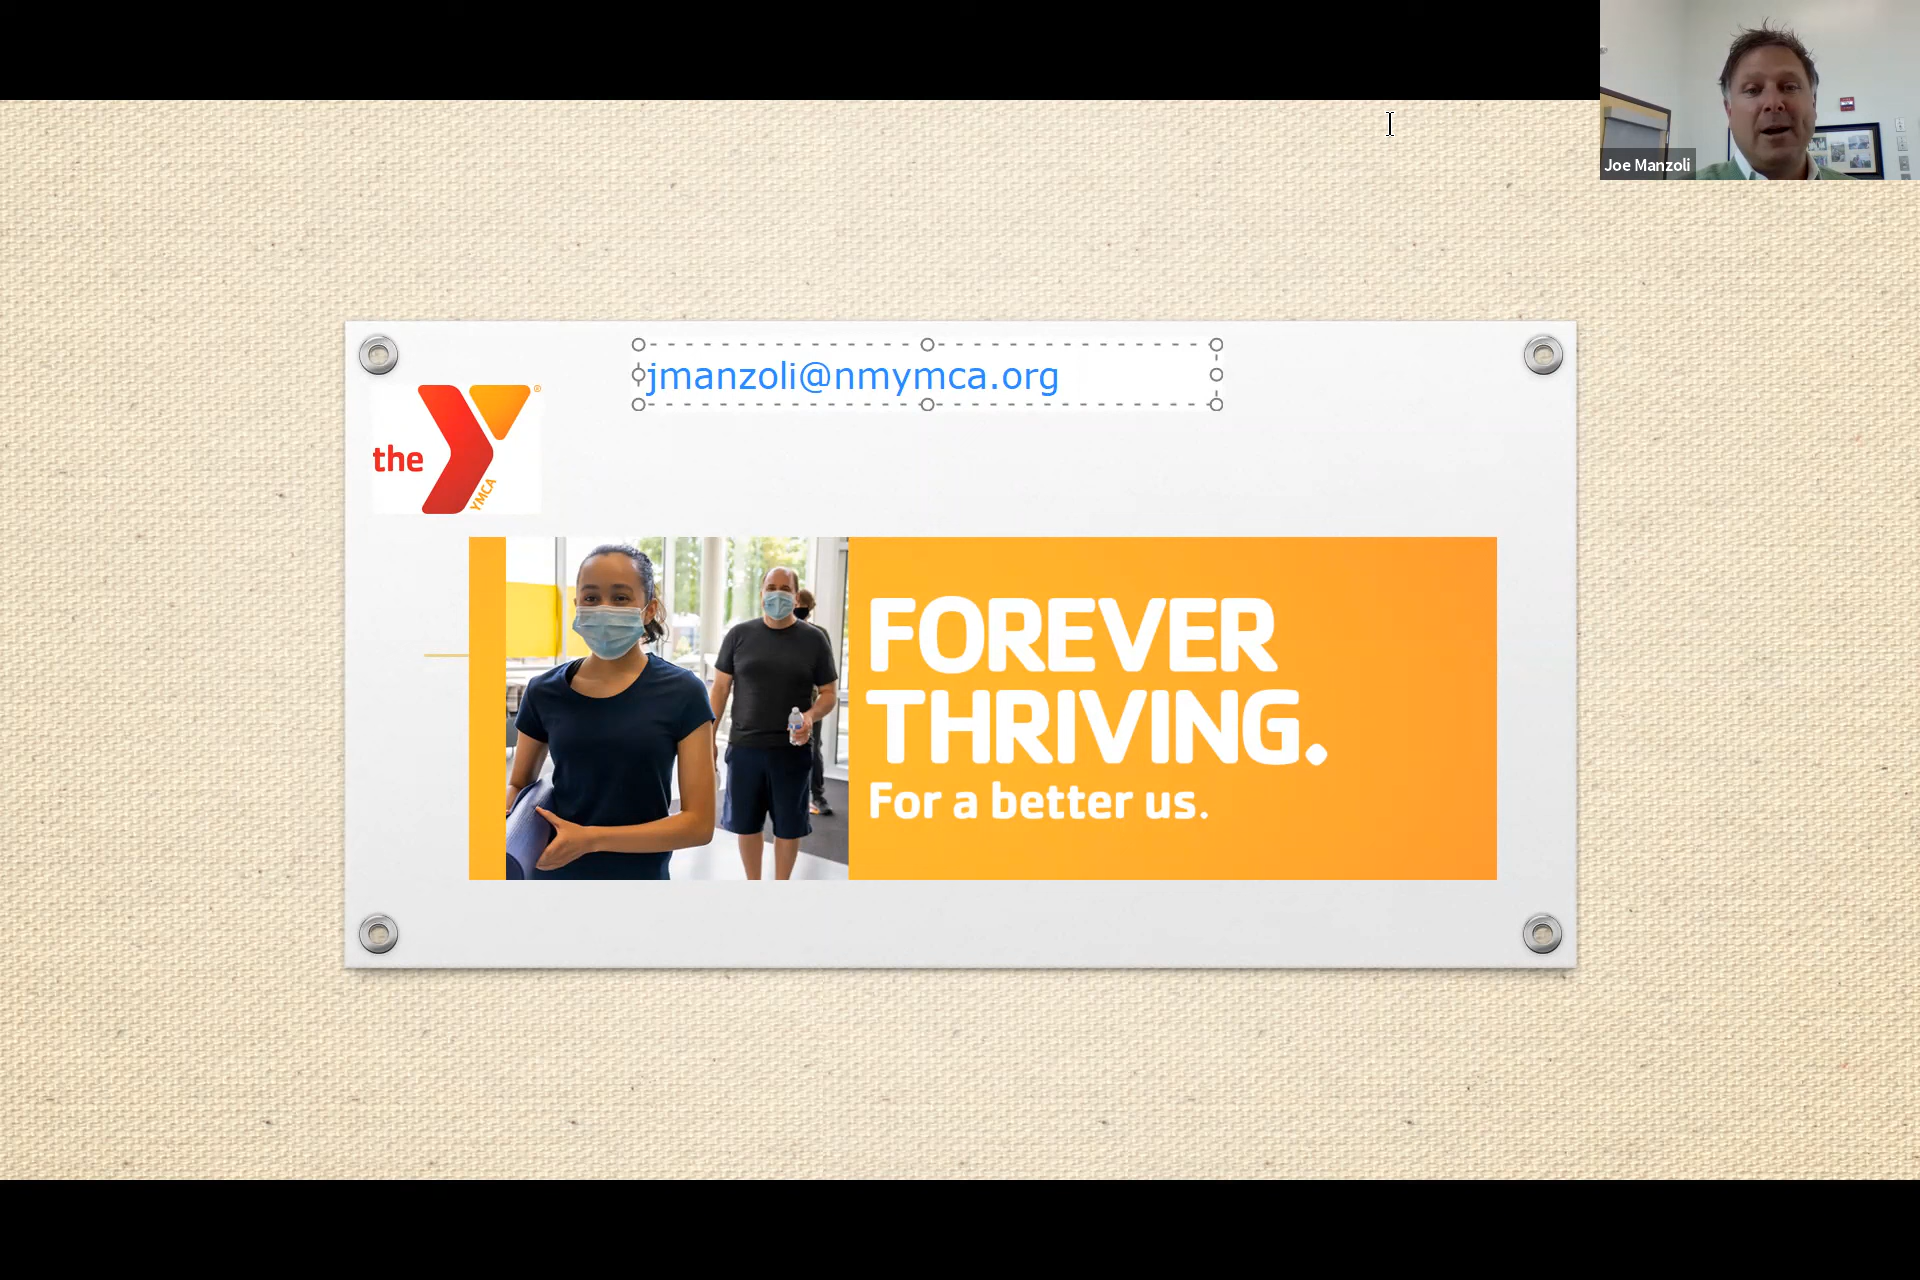 Joe Manzoli
jmanzoli@nmymca.org
the
YMCA
FOREVER
THRIVING.
For a better us.